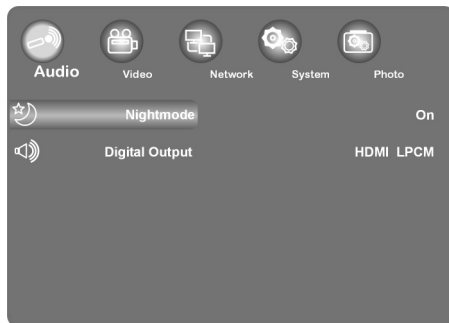 Audio Video Network System Photo
Nightmode On
Digital Output HDMI LPCM